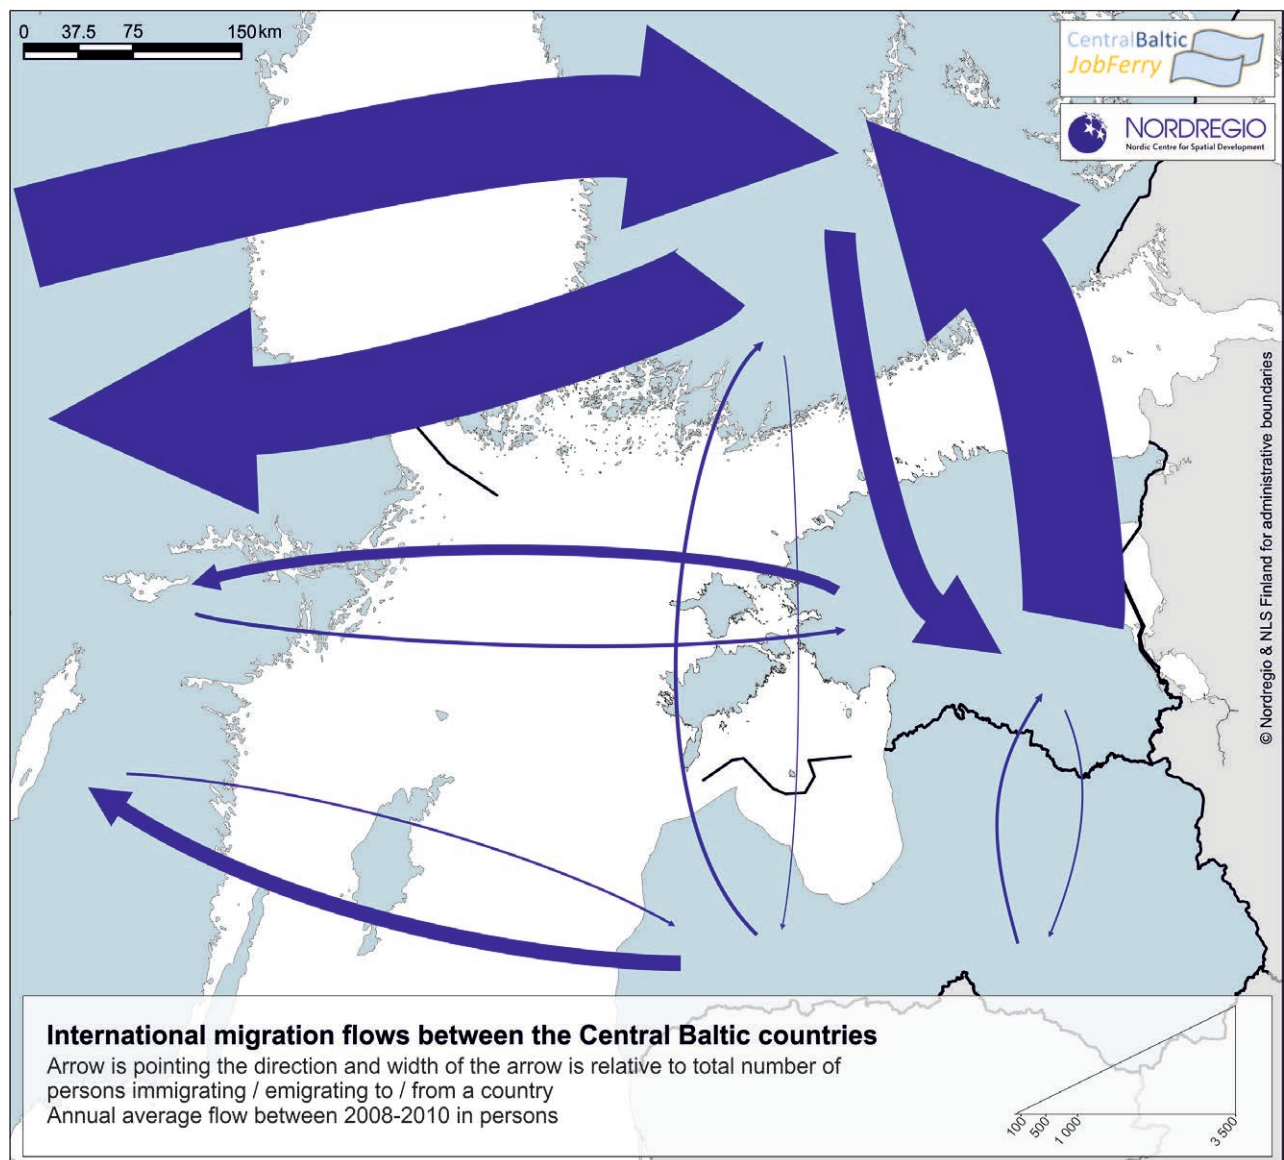 0 37.5 75 150 km
CentralBaltic
JobFerry
NORDREGIO
Nordic Centre for Spatial Development
© Nordregio & NLS Finland for administrative boundaries
International migration flows between the Central Baltic countries
Arrow is pointing the direction and width of the arrow is relative to total number of
persons immigrating / emigrating to / from a country
Annual average flow between 2008-2010 in persons
100 500 1 000 3 500